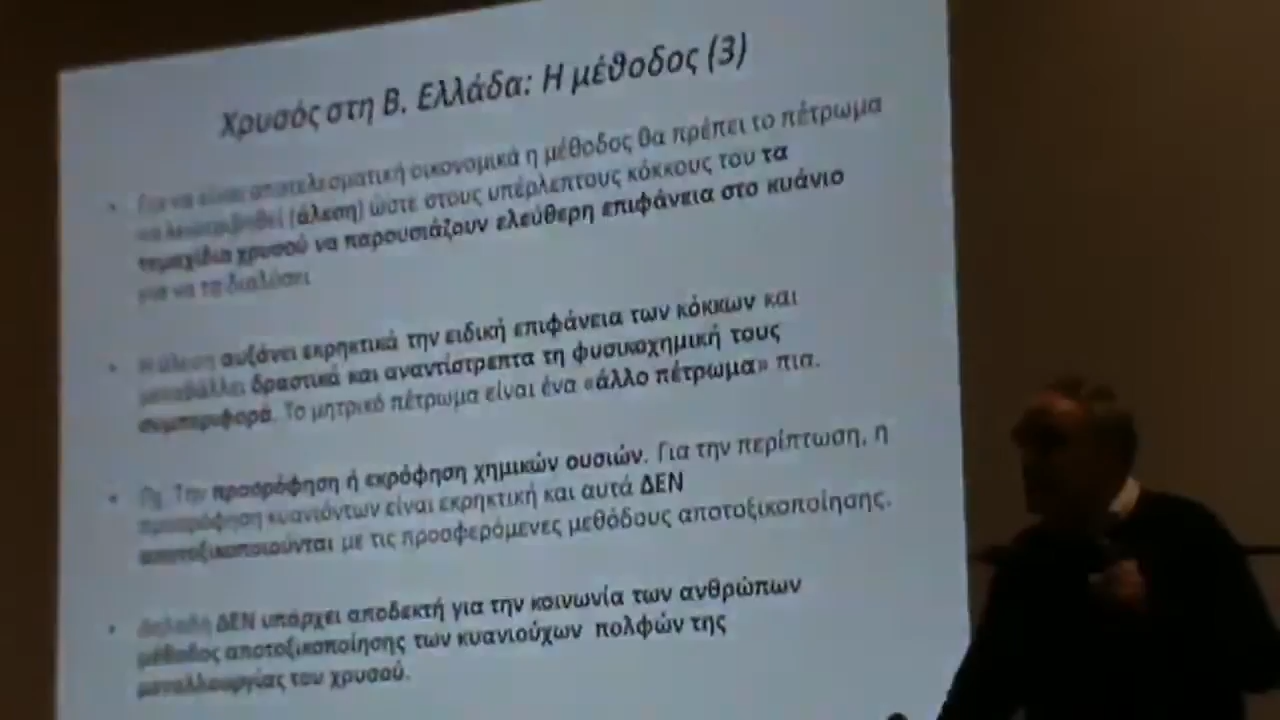 Χρυσός στη Β. Ελλάδα: Η μέθοδος (3)
• Για να είναι αποτελεσματική οικονομικά η μέθοδος θα πρέπει το πέτρωμα
να λειοτριβηθεί (άλεση) ώστε στους υπέρλεπτους κόκκους του τα
τεμαχίδια χρυσού να παρουσιάζουν ελεύθερη επιφάνεια στο κυάνιο
για να τα διαλύσει
• Η άλεση αυξάνει εκρηκτικά την ειδική επιφάνεια των κόκκων και
μεταβάλλει δραστικά και αναντίστρεπτα τη φυσικοχημική τους
συμπεριφορά. Το μητρικό πέτρωμα είναι ένα «άλλο πέτρωμα» πια.
• Πχ. Την προσρόφηση ή εκρόφηση χημικών ουσιών. Για την περίπτωση, η
προσρόφηση κυανιόντων είναι εκρηκτική και αυτά ΔΕΝ
αποτοξικοποιούνται με τις προσφερόμενες μεθόδους αποτοξικοποίησης.
• Δηλαδή ΔΕΝ υπάρχει αποδεκτή για την κοινωνία των ανθρώπων
μέθοδος αποτοξικοποίησης των κυανιούχων πολφών της
μεταλλουργίας του χρυσού.